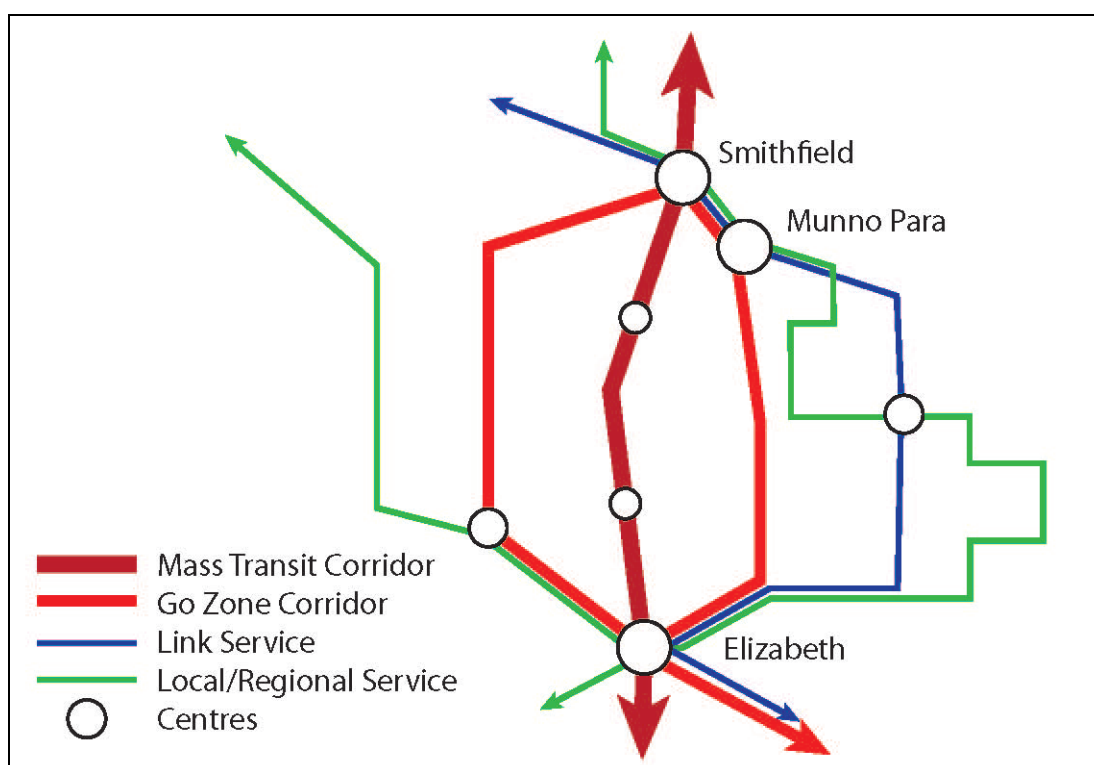 Smithfield
Munno Para
Mass Transit Corridor
Go Zone Corridor
Link Service
Elizabeth
Local/Regional Service
Centres